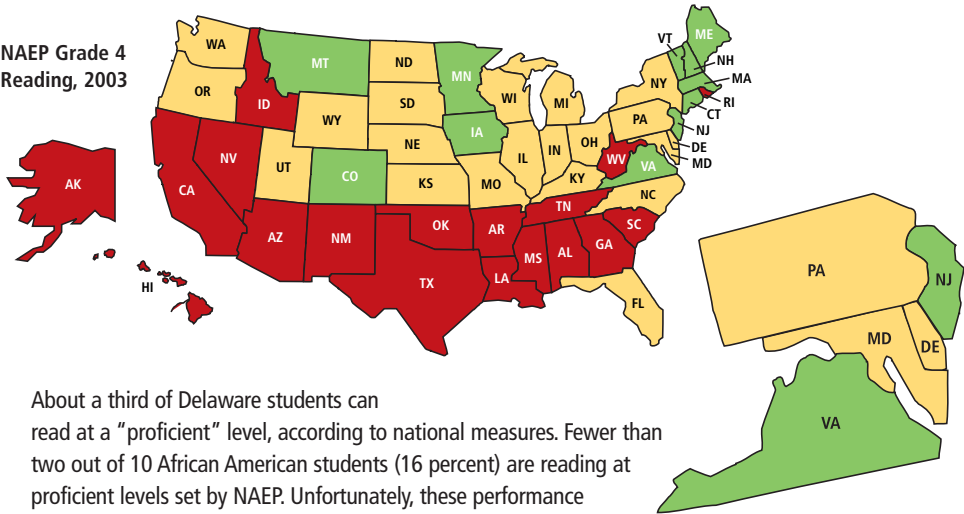 NAEP Grade 4
Reading, 2003
WA
OR
ID
MT
ND
MN
SD
WY
NE
IA
WI
MI
NY
VT
ME
NH
MA
RI
CT
NJ
DE
MD
PA
OH
IN
IL
WV
VA
KY
NC
TN
SC
GA
AL
MS
LA
AR
MO
KS
OK
TX
NM
CO
UT
AZ
NV
CA
AK
HI
FL
PA
NJ
MD
DE
VA
About a third of Delaware students can
read at a “proficient” level, according to national measures. Fewer than
two out of 10 African American students (16 percent) are reading at
proficient levels set by NAEP. Unfortunately, these performance